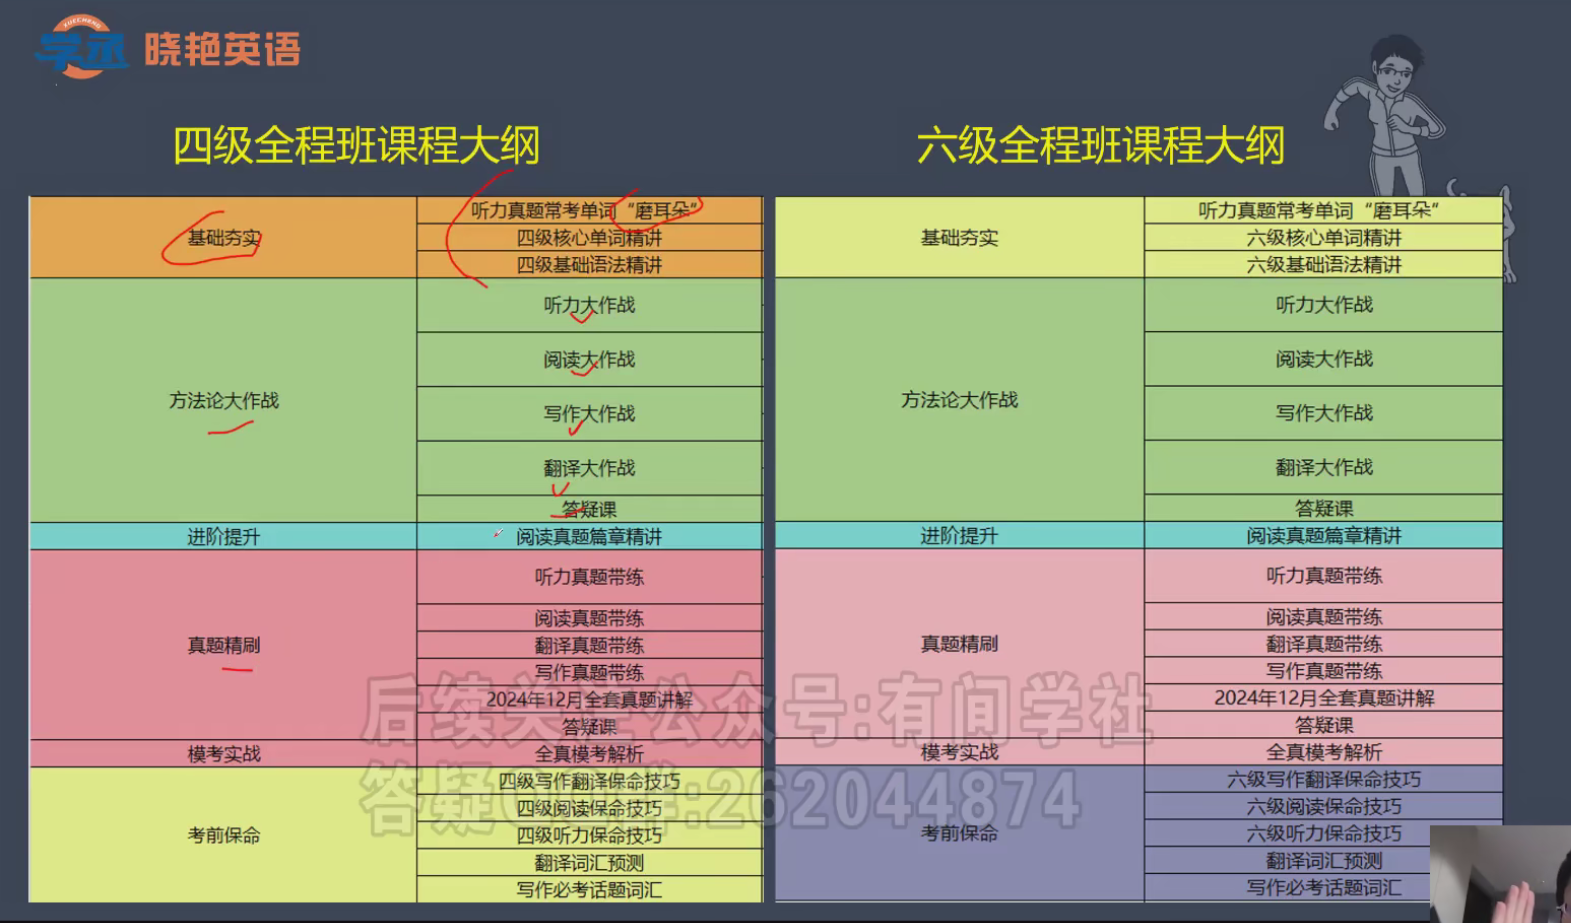 XUECHENG
学丞 晓艳英语
四级全程班课程大纲
基础夯实
听力真题常考单词“磨耳朵”
四级核心单词精讲
四级基础语法精讲
方法论大作战
听力大作战
阅读大作战
写作大作战
翻译大作战
答疑课
进阶提升
阅读真题篇章精讲
真题精刷
听力真题带练
阅读真题带练
翻译真题带练
写作真题带练
2024年12月全套真题讲解
答疑课
模考实战
全真模考解析
考前保命
四级写作翻译保命技巧
四级阅读保命技巧
四级听力保命技巧
翻译词汇预测
写作必考话题词汇
六级全程班课程大纲
基础夯实
听力真题常考单词“磨耳朵”
六级核心单词精讲
六级基础语法精讲
方法论大作战
听力大作战
阅读大作战
写作大作战
翻译大作战
答疑课
进阶提升
阅读真题篇章精讲
真题精刷
听力真题带练
阅读真题带练
翻译真题带练
写作真题带练
2024年12月全套真题讲解
答疑课
模考实战
全真模考解析
考前保命
六级写作翻译保命技巧
六级阅读保命技巧
六级听力保命技巧
翻译词汇预测
写作必考话题词汇
后续关注公众号:有间学社
答疑QQ群:262044874